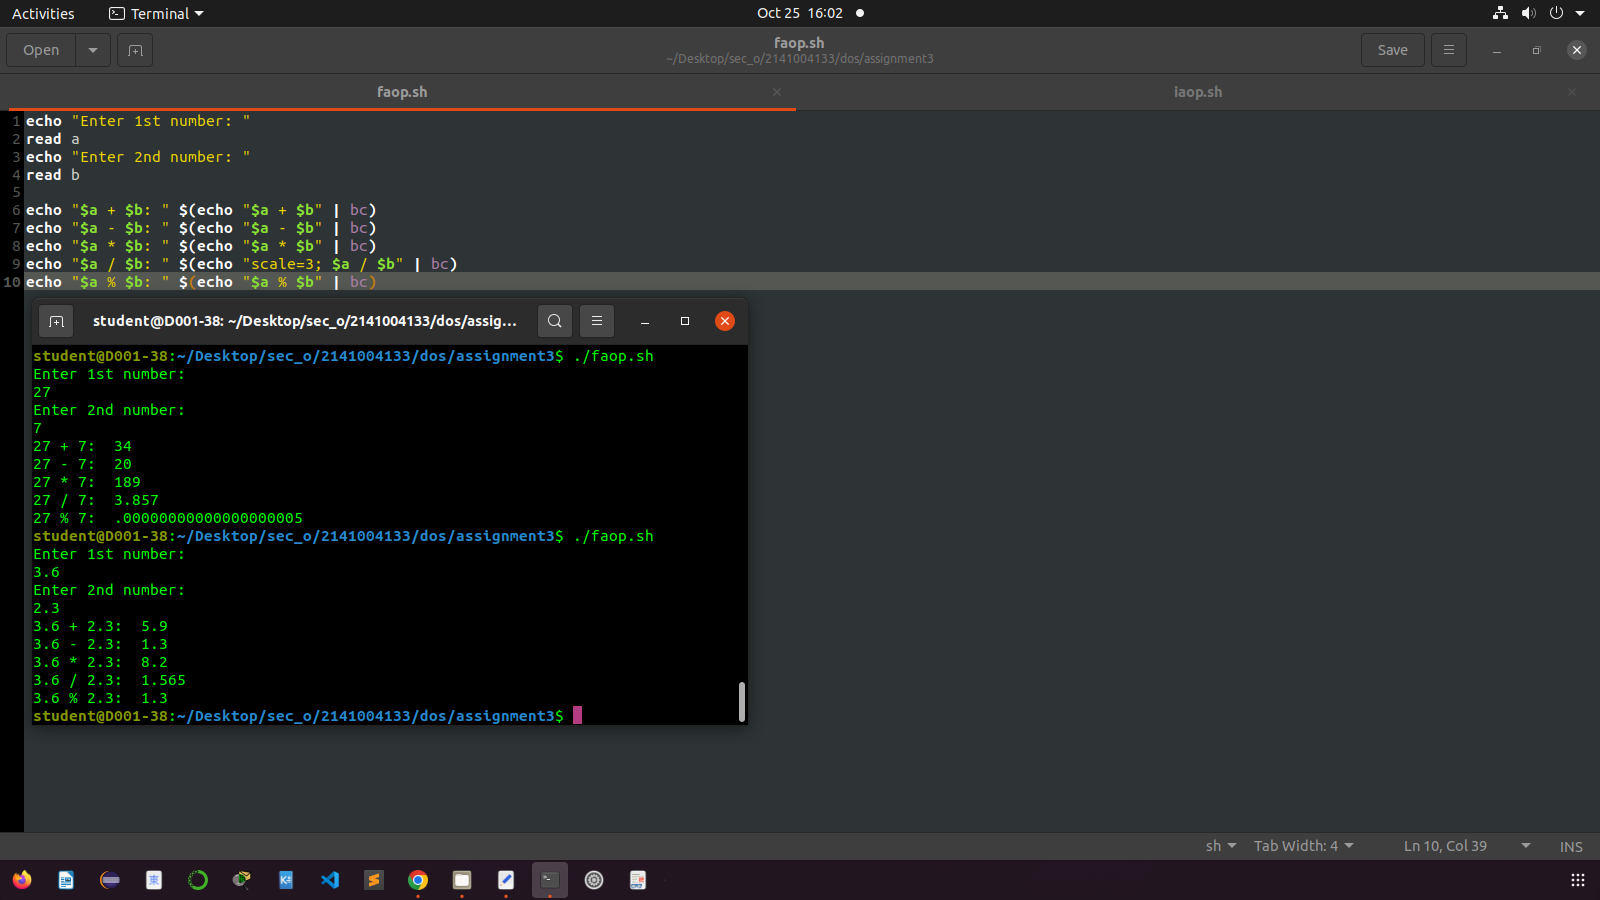 Activities
Terminal
Oct 25 16:02
Open
faop.sh
~/Desktop/sec_o/2141004133/dos/assignment3
Save
faop.sh
iaop.sh
1 echo "Enter 1st number: "
2 read a
3 echo "Enter 2nd number: "
4 read b
5
6 echo "$a + $b: " $(echo "$a + $b" | bc)
7 echo "$a - $b: " $(echo "$a - $b" | bc)
8 echo "$a * $b: " $(echo "$a * $b" | bc)
9 echo "$a / $b: " $(echo "scale=3; $a / $b" | bc)
10 echo "$a % $b: " $(echo "$a % $b" | bc)
student@D001-38: ~/Desktop/sec_o/2141004133/dos/assig...
student@D001-38:~/Desktop/sec_o/2141004133/dos/assignment3$ ./faop.sh
Enter 1st number:
27
Enter 2nd number:
7
27 + 7:  34
27 - 7:  20
27 * 7:  189
27 / 7:  3.857
27 % 7:  .00000000000000000005
student@D001-38:~/Desktop/sec_o/2141004133/dos/assignment3$ ./faop.sh
Enter 1st number:
3.6
Enter 2nd number:
2.3
3.6 + 2.3:  5.9
3.6 - 2.3:  1.3
3.6 * 2.3:  8.2
3.6 / 2.3:  1.565
3.6 % 2.3:  1.3
student@D001-38:~/Desktop/sec_o/2141004133/dos/assignment3$
sh
Tab Width: 4
Ln 10, Col 39
INS